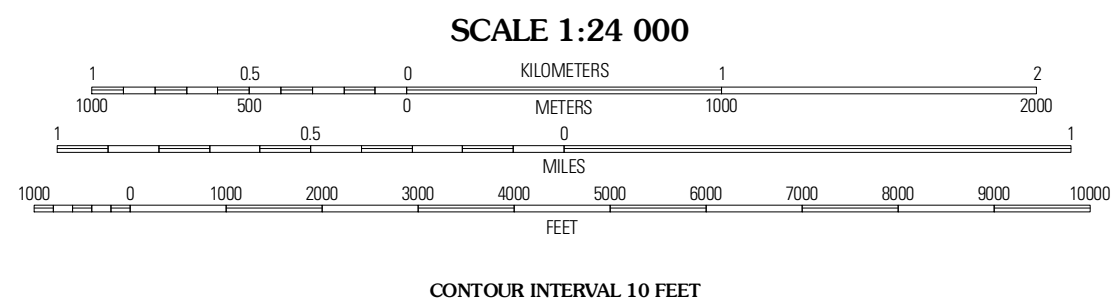 SCALE 1:24 000
1 0.5 0 KILOMETERS 1 2
1000 500 0 METERS 1000 2000
1 0.5 0 1
MILES
1000 0 1000 2000 3000 4000 5000 6000 7000 8000 9000 10000
FEET
CONTOUR INTERVAL 10 FEET